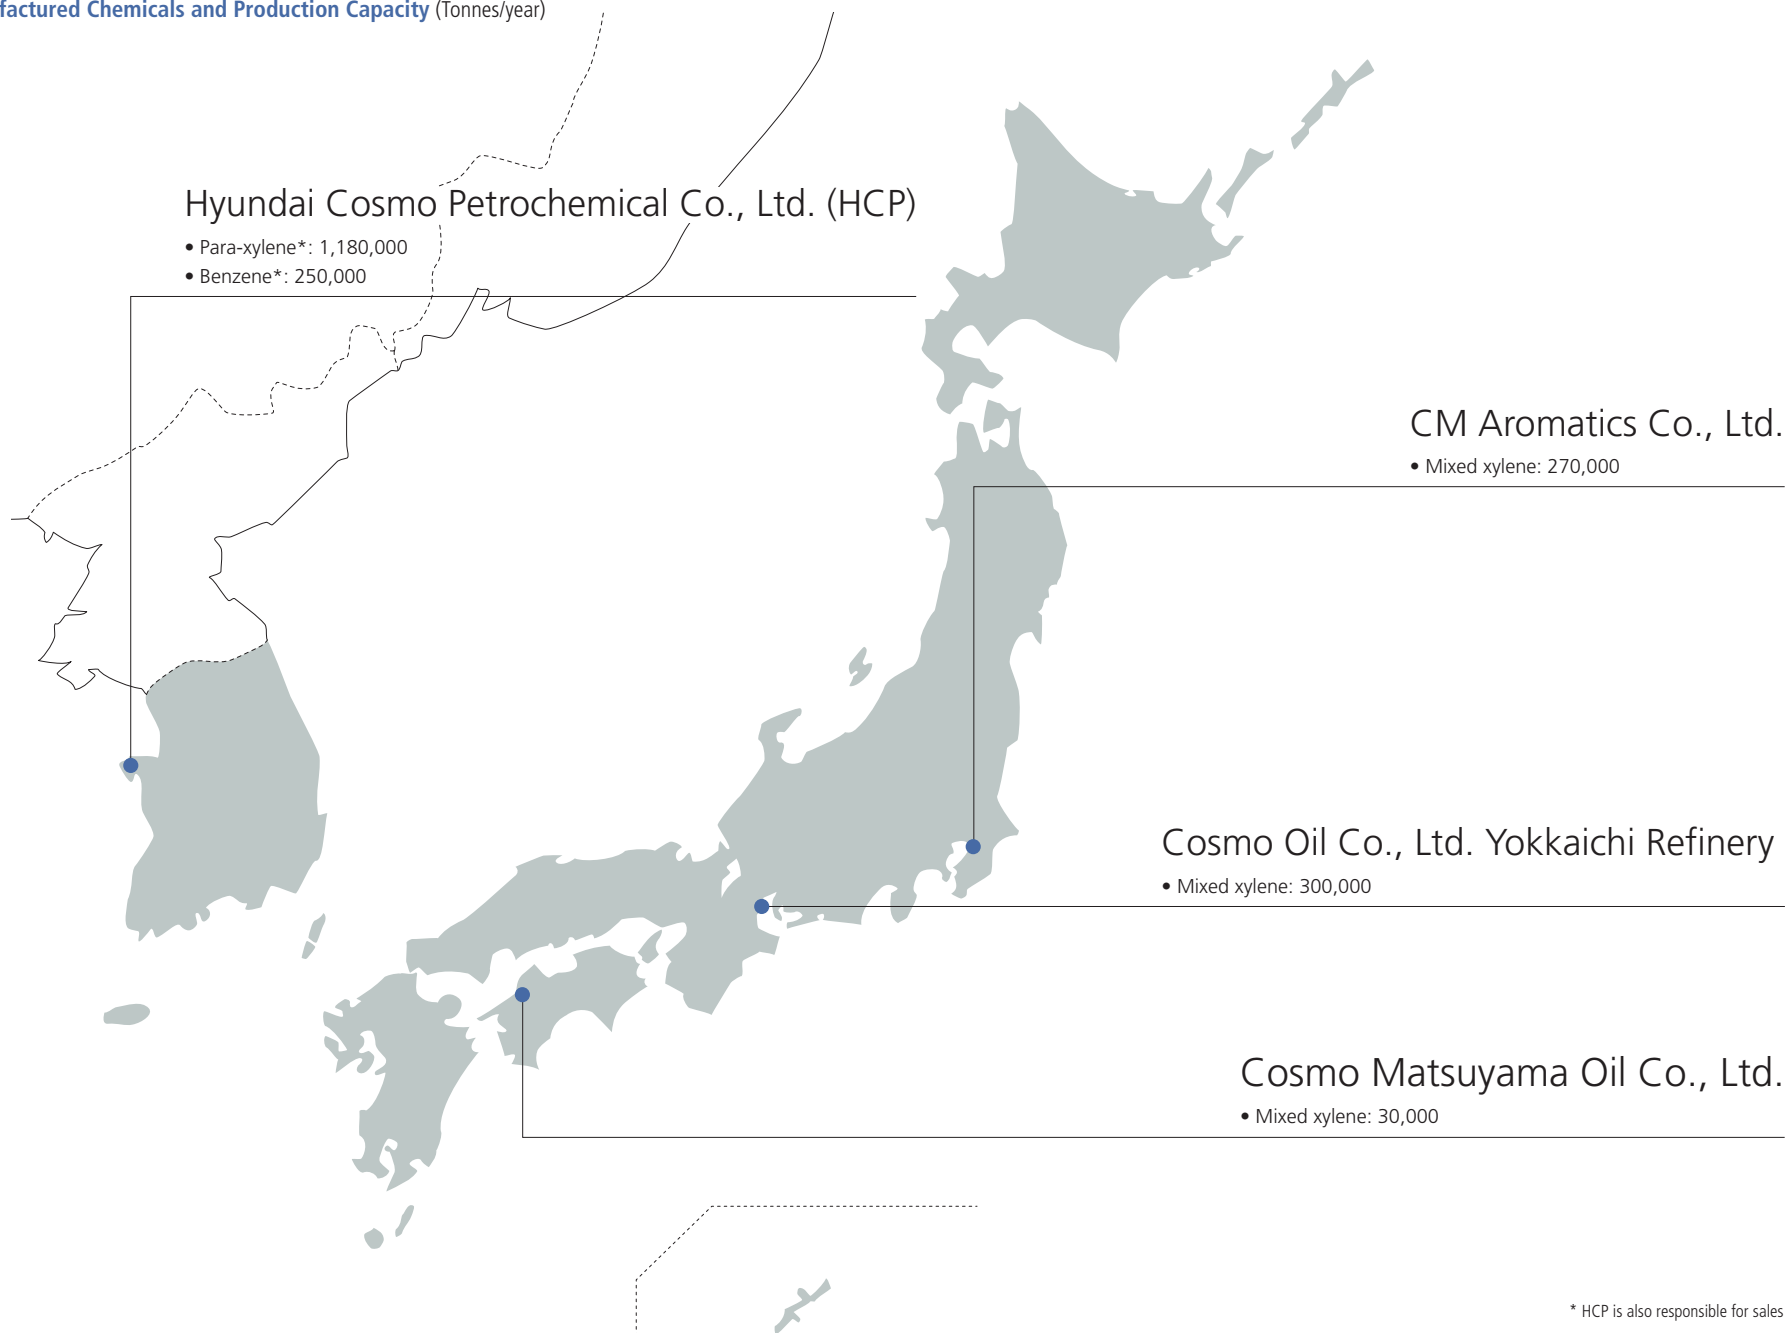 factured Chemicals and Production Capacity (Tonnes/year)
Hyundai Cosmo Petrochemical Co., Ltd. (HCP)
• Para-xylene*: 1,180,000
• Benzene*: 250,000
CM Aromatics Co., Ltd.
• Mixed xylene: 270,000
Cosmo Oil Co., Ltd. Yokkaichi Refinery
• Mixed xylene: 300,000
Cosmo Matsuyama Oil Co., Ltd.
• Mixed xylene: 30,000
* HCP is also responsible for sales